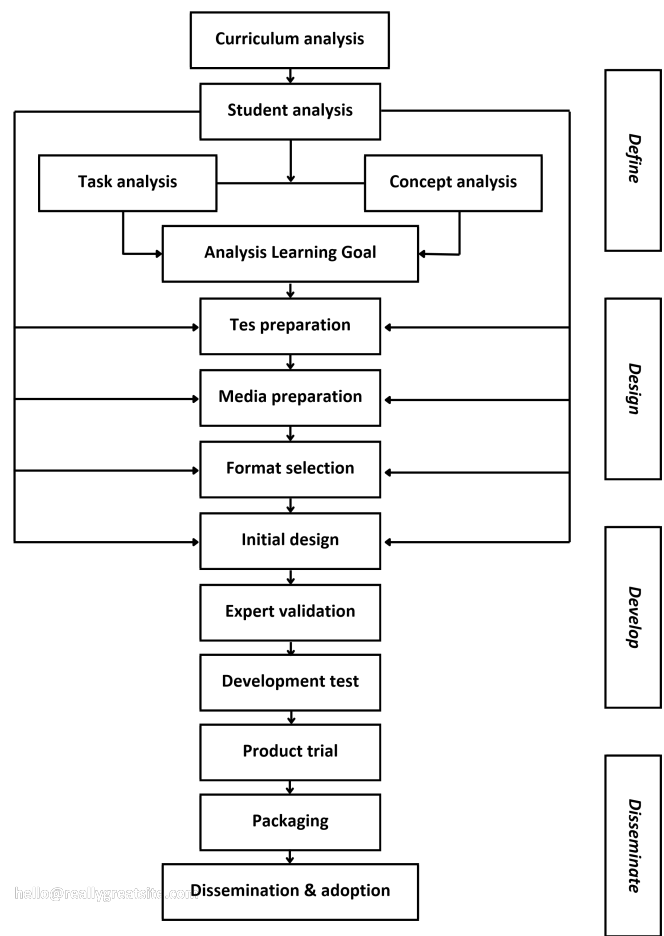 Curriculum analysis
Student analysis
Define
Task analysis
Concept analysis
Analysis Learning Goal
Tes preparation
Design
Media preparation
Format selection
Initial design
Develop
Expert validation
Development test
Product trial
Packaging
Disseminate
hello@reallygreatsite.com
Dissemination & adoption